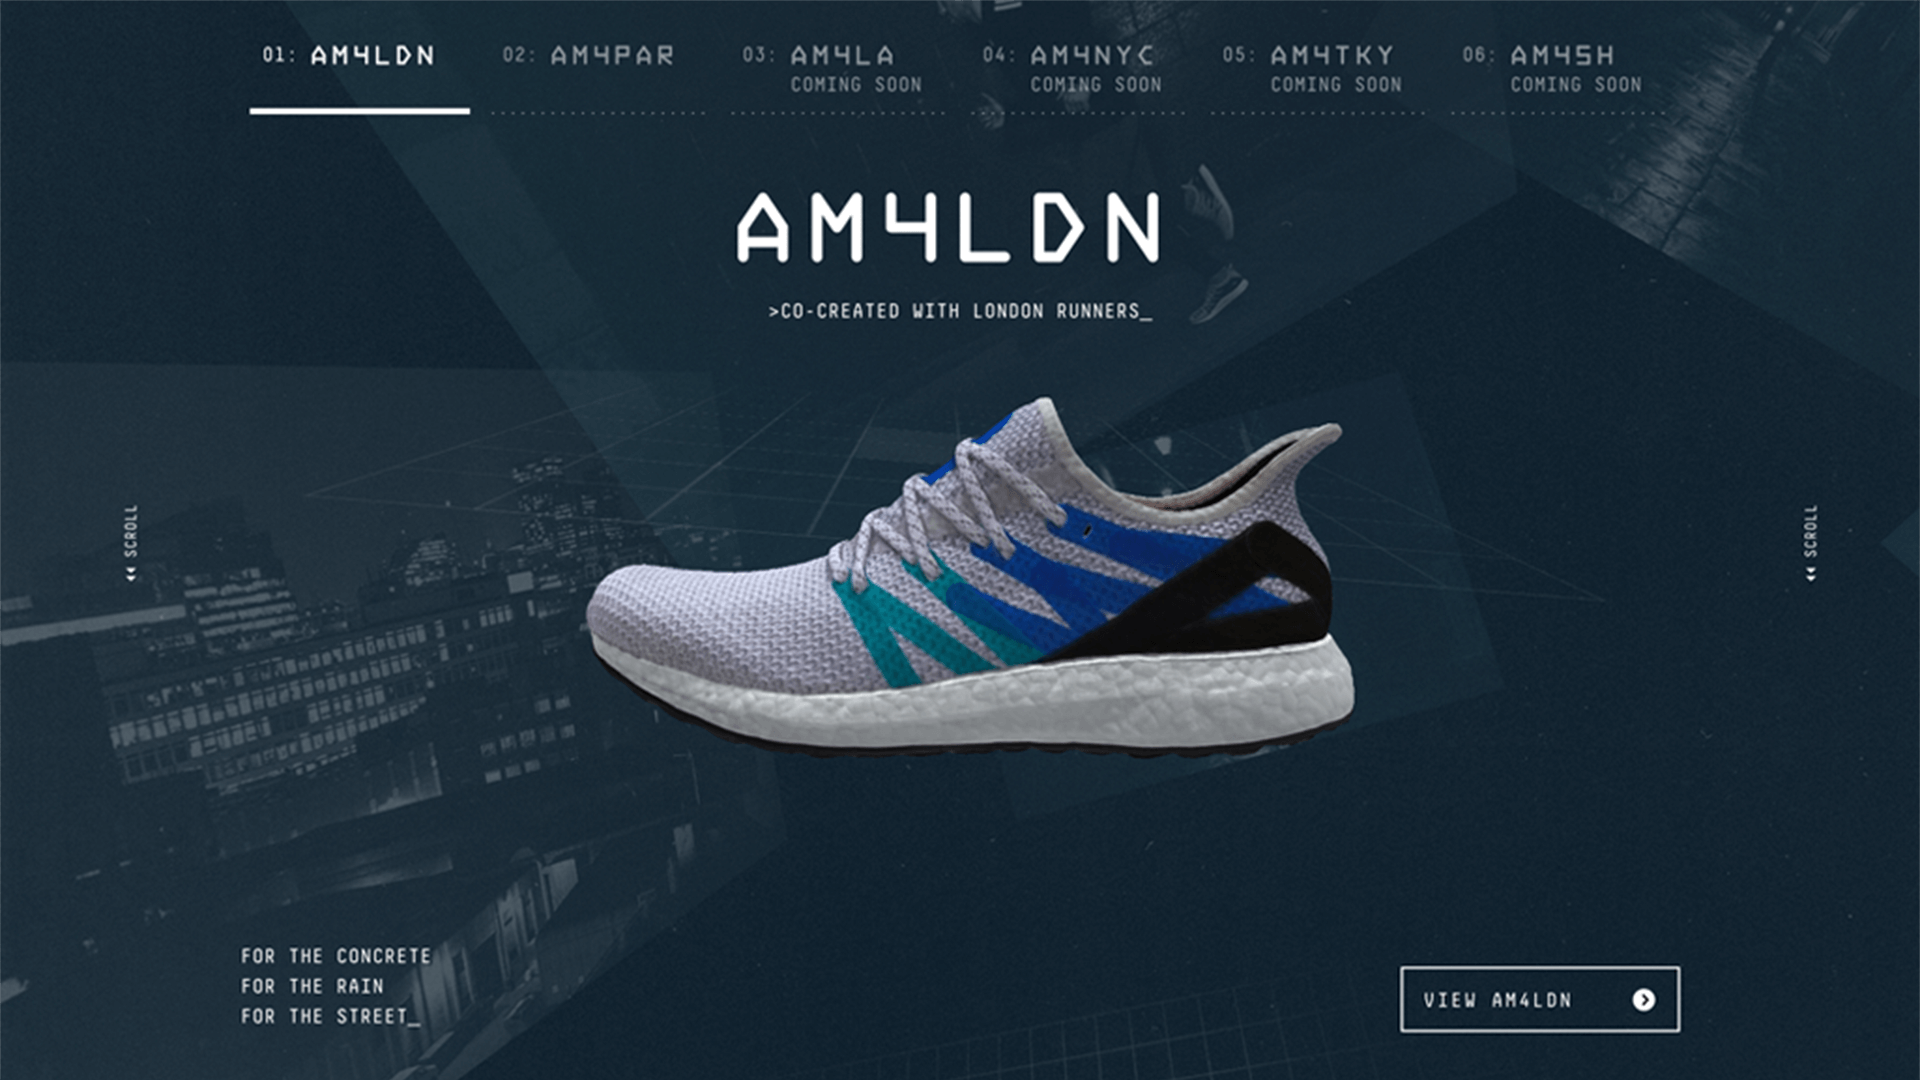 01: AM4LDN
02: AM4PAR
03: AM4LA
COMING SOON
04: AM4NYC
COMING SOON
05: AM4TKY
COMING SOON
06: AM4SH
COMING SOON
AM4LDN
>CO-CREATED WITH LONDON RUNNERS_
SCROLL
SCROLL
FOR THE CONCRETE
FOR THE RAIN
FOR THE STREET_
VIEW AM4LDN